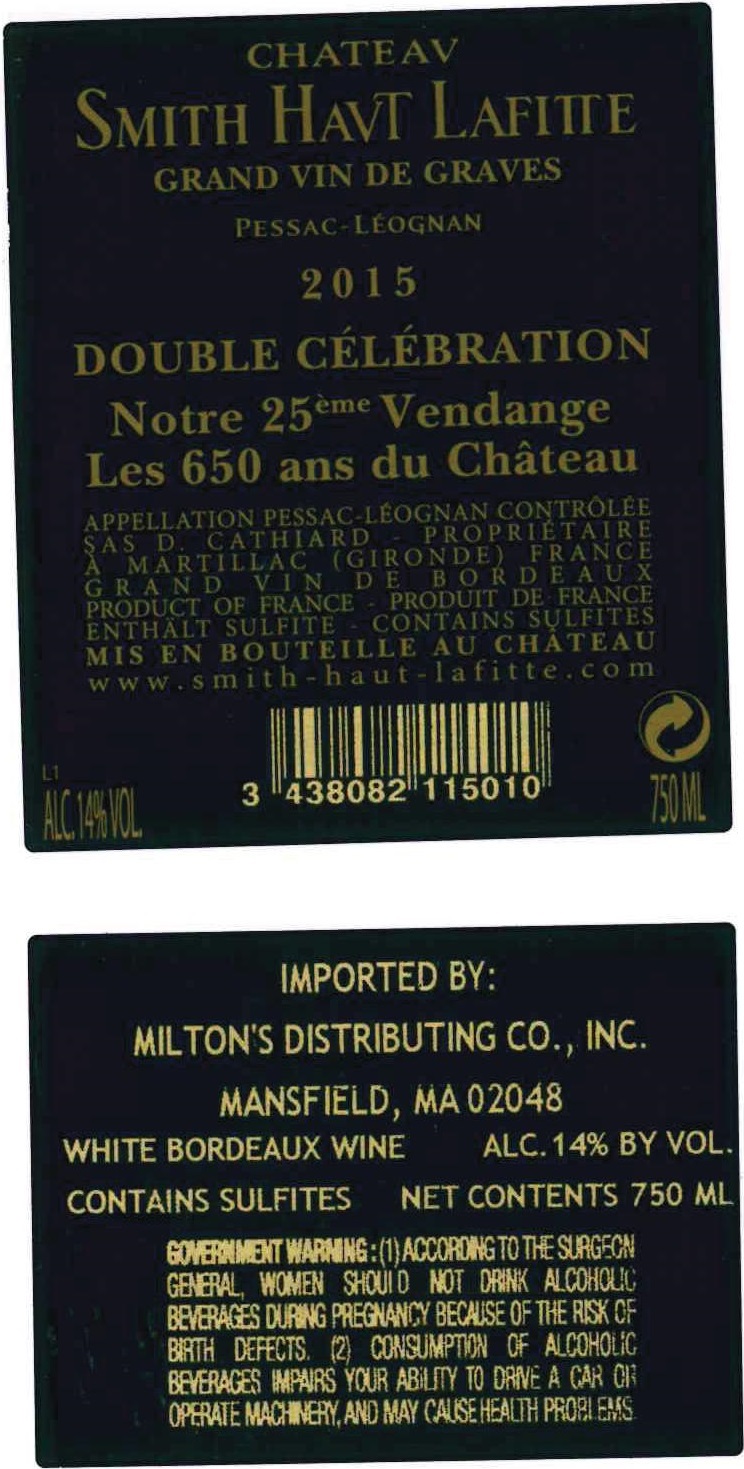 CHATEAV
SMITH HAVT LAFITTE
GRAND VIN DE GRAVES
PESSAC-LÉOGNAN
2015
DOUBLE CÉLÉBRATION
Notre 25ème Vendange
Les 650 ans du Château
APPELLATION PESSAC-LÉOGNAN CONTRÔLÉE
SAS D. CATHIARD - PROPRIÉTAIRE
À MARTILLAC (GIRONDE) FRANCE
GRAND VIN DE BORDEAUX
PRODUCT OF FRANCE - PRODUIT DE FRANCE
ENTHÄLT SULFITE - CONTAINS SULFITES
MIS EN BOUTEILLE AU CHÂTEAU
www.smith-haut-lafitte.com
L1
ALC. 14% VOL.
3 438082 115010
750 ML
IMPORTED BY:
MILTON'S DISTRIBUTING CO., INC.
MANSFIELD, MA 02048
WHITE BORDEAUX WINE ALC. 14% BY VOL.
CONTAINS SULFITES NET CONTENTS 750 ML
GOVERNMENT WARNING: (1) ACCORDING TO THE SURGEON
GENERAL, WOMEN SHOULD NOT DRINK ALCOHOLIC
BEVERAGES DURING PREGNANCY BECAUSE OF THE RISK OF
BIRTH DEFECTS. (2) CONSUMPTION OF ALCOHOLIC
BEVERAGES IMPAIRS YOUR ABILITY TO DRIVE A CAR OR
OPERATE MACHINERY, AND MAY CAUSE HEALTH PROBLEMS.